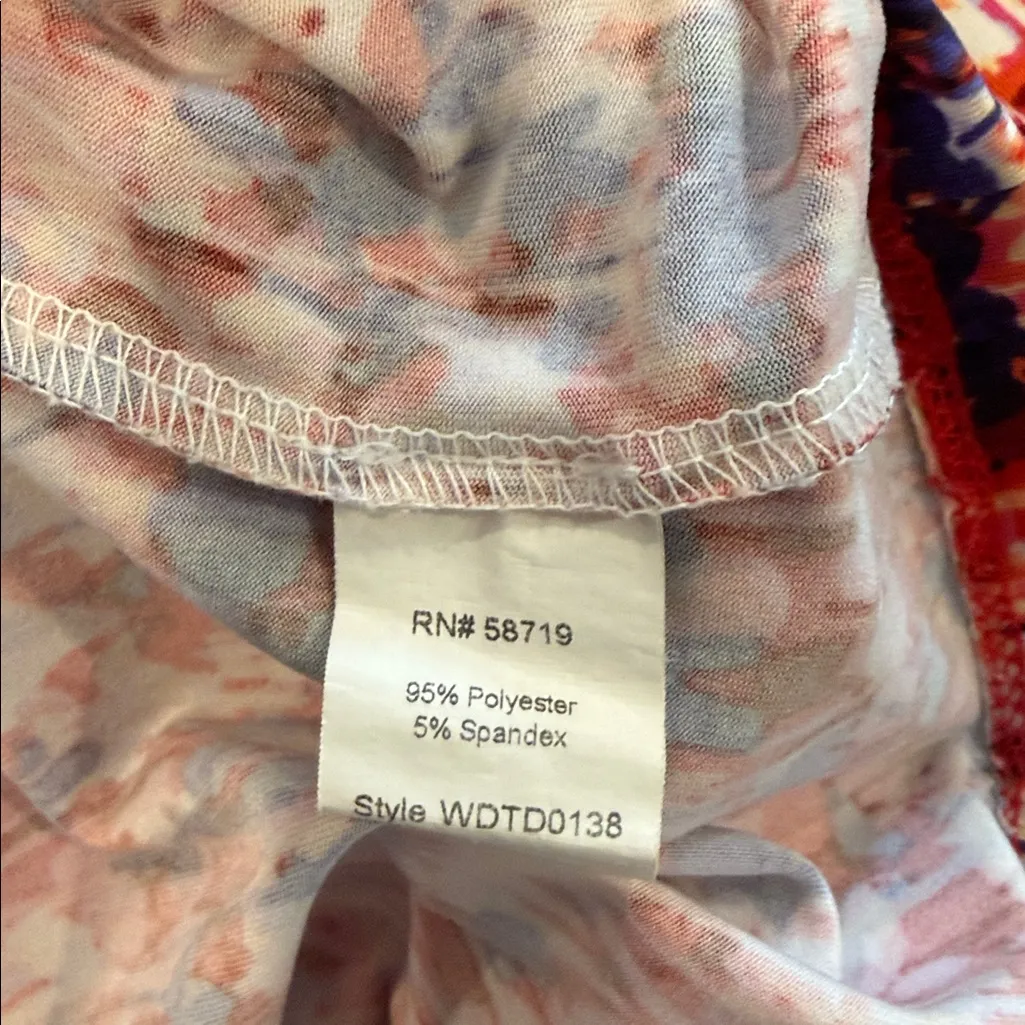 RN# 58719
95% Polyester
5% Spandex
Style WDTD0138